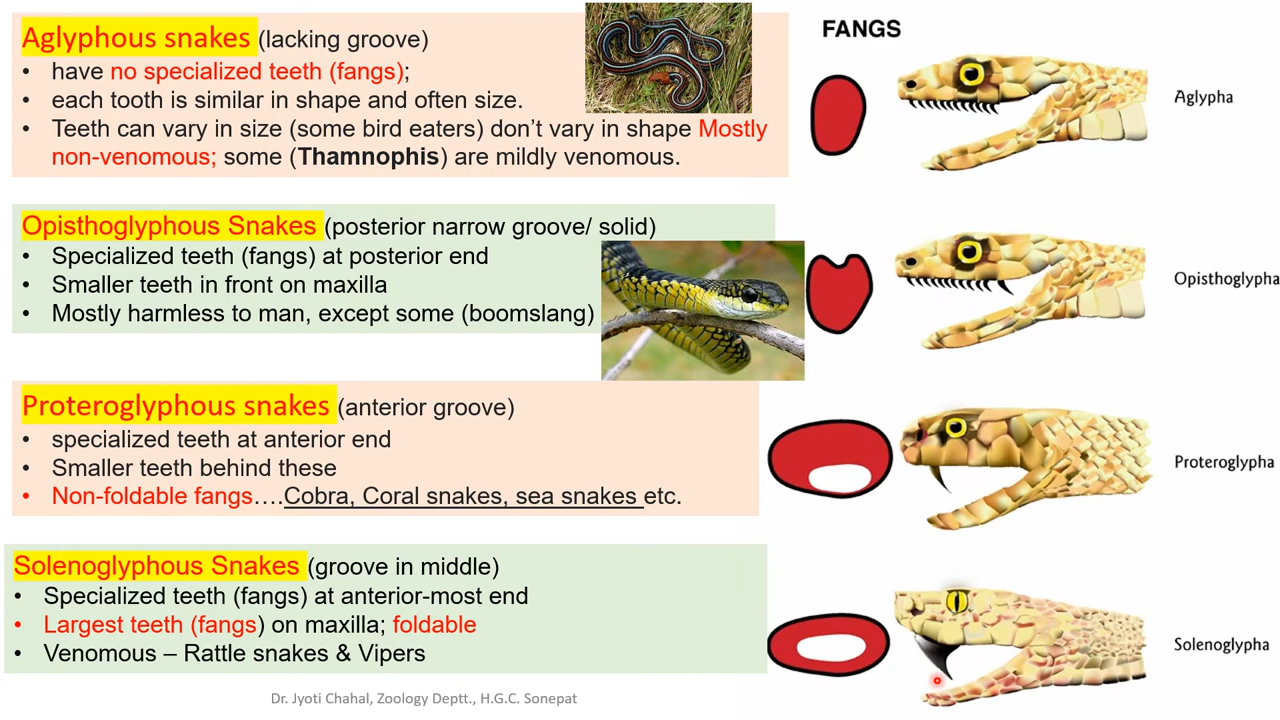 Aglyphous snakes (lacking groove)
• have no specialized teeth (fangs);
• each tooth is similar in shape and often size.
• Teeth can vary in size (some bird eaters) don't vary in shape Mostly
non-venomous; some (Thamnophis) are mildly venomous.
Opisthoglyphous Snakes (posterior narrow groove/ solid)
• Specialized teeth (fangs) at posterior end
• Smaller teeth in front on maxilla
• Mostly harmless to man, except some (boomslang)
Proteroglyphous snakes (anterior groove)
• specialized teeth at anterior end
• Smaller teeth behind these
• Non-foldable fangs….Cobra, Coral snakes, sea snakes etc.
Solenoglyphous Snakes (groove in middle)
• Specialized teeth (fangs) at anterior-most end
• Largest teeth (fangs) on maxilla; foldable
• Venomous – Rattle snakes & Vipers
Dr. Jyoti Chahal, Zoology Deptt., H.G.C. Sonepat
FANGS
Aglypha
Opisthoglypha
Proteroglypha
Solenoglypha